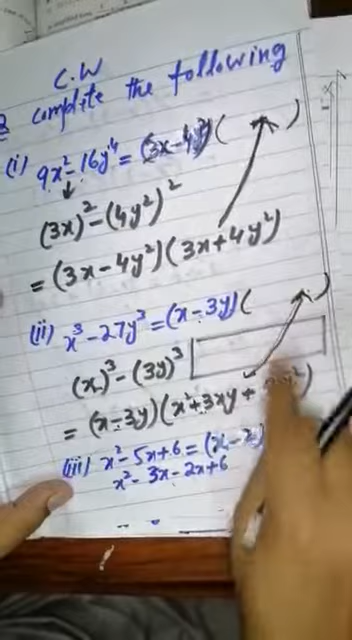 C.W
Complete the following
(i) 9x² - 16y⁴ = (3x - 4y²)(        )
(3x)² - (4y²)²
= (3x - 4y²)(3x + 4y²)
(ii) x³ - 27y³ = (x - 3y)(        )
(x)³ - (3y)³
= (x - 3y)(x² + 3xy +      y²)
(iii) x² - 5x + 6 = (x - 2)
x² - 3x - 2x + 6